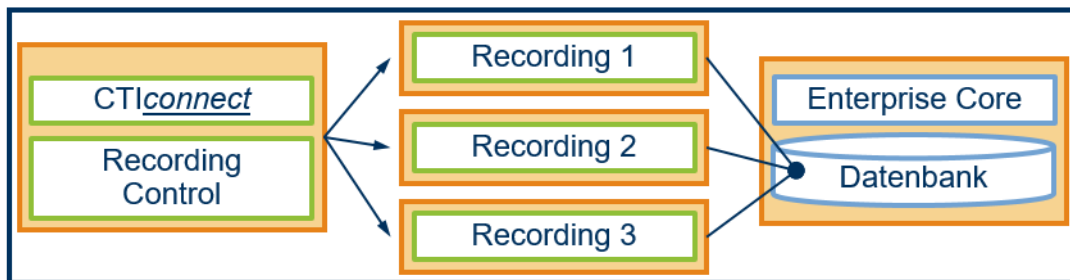 CTIconnect
Recording
Control
Recording 1
Recording 2
Recording 3
Enterprise Core
Datenbank